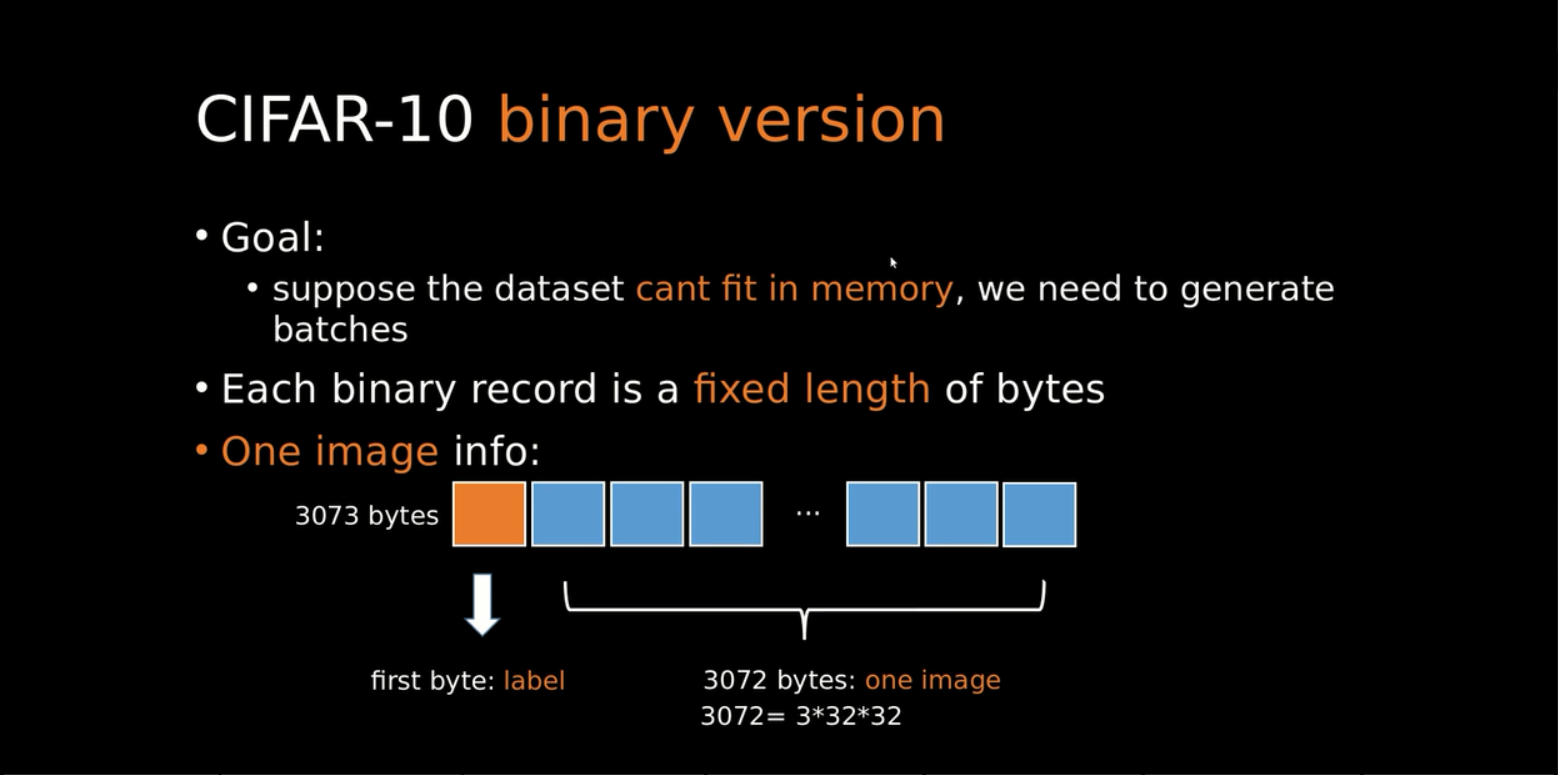 CIFAR-10 binary version
• Goal:
• suppose the dataset cant fit in memory, we need to generate
batches
• Each binary record is a fixed length of bytes
• One image info:
3073 bytes
...
first byte: label
3072 bytes: one image
3072= 3*32*32